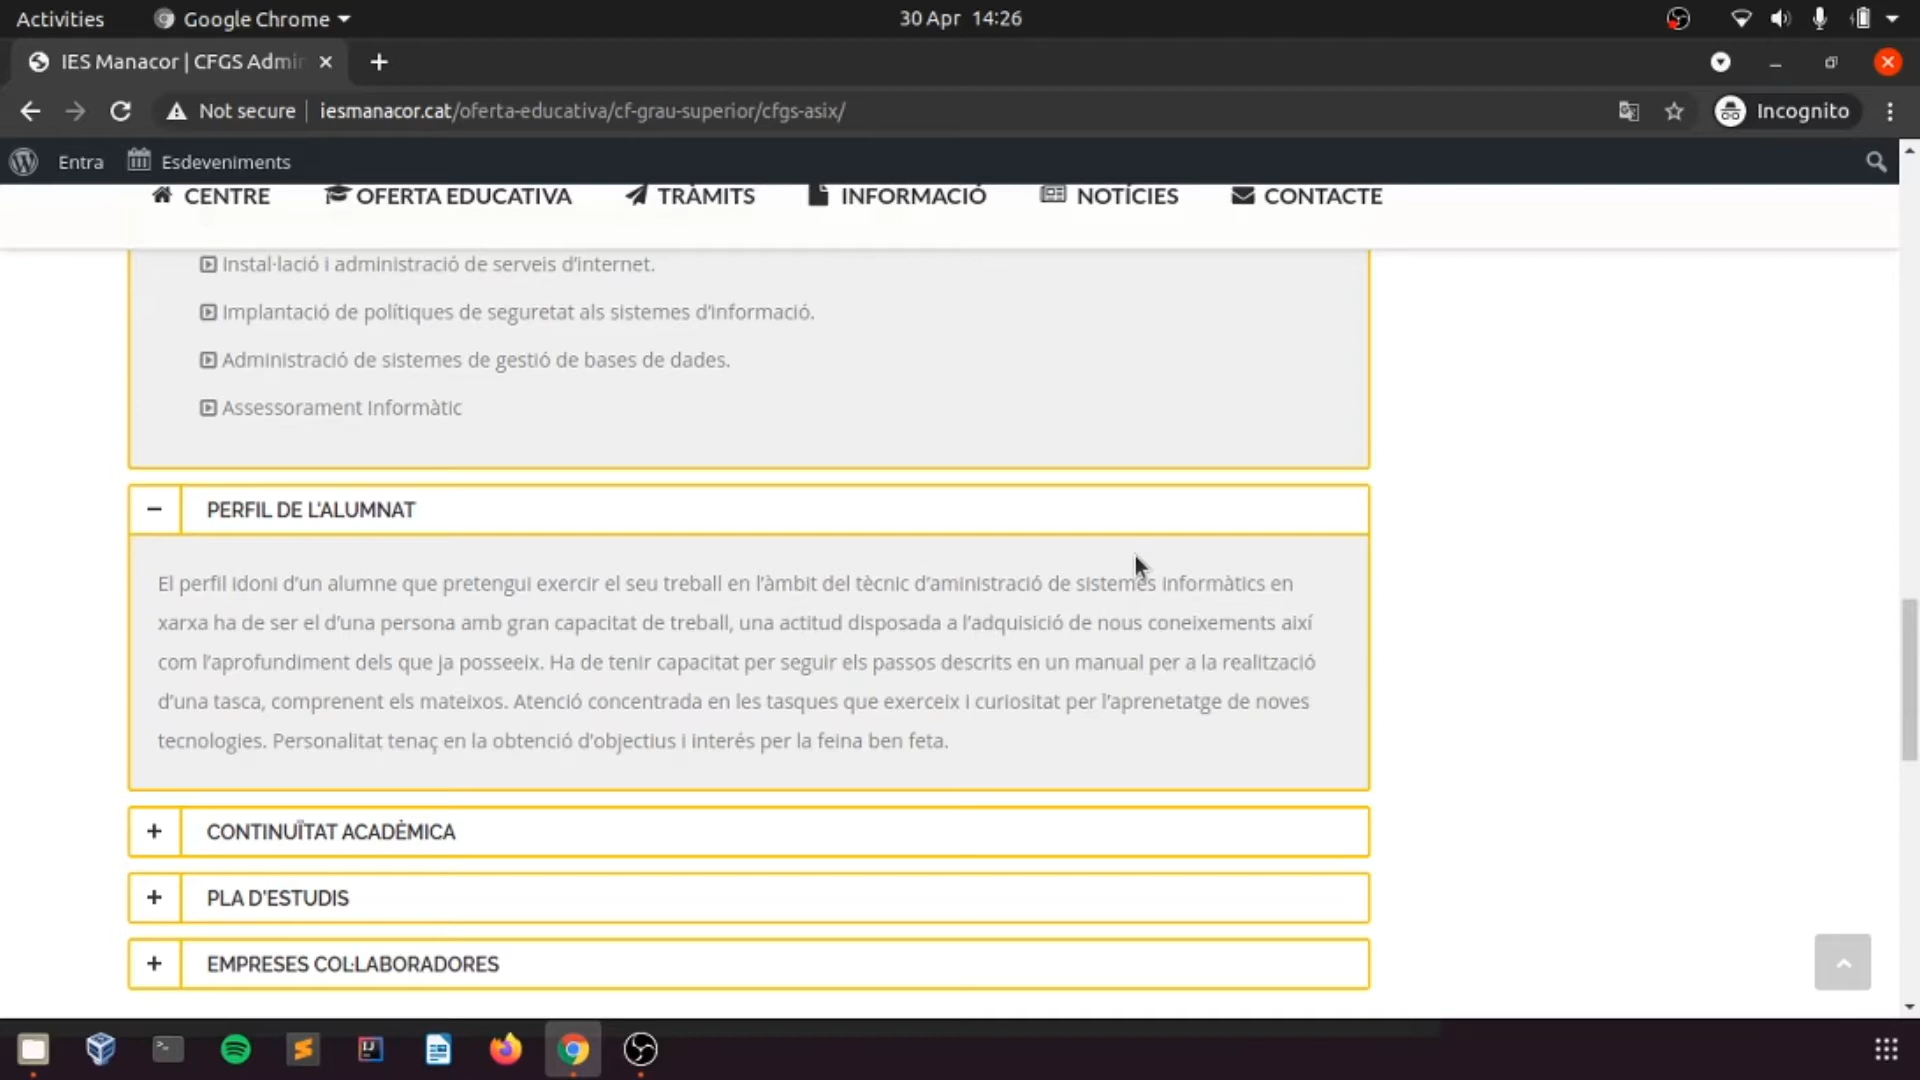 Activities Google Chrome 30 Apr 14:26
IES Manacor | CFGS Admi
Not secure iesmanacor.cat/oferta-educativa/cf-grau-superior/cfgs-asix/ Incognito
Entra Esdeveniments
CENTRE OFERTA EDUCATIVA TRÀMITS INFORMACIÓ NOTÍCIES CONTACTE
Instal·lació i administració de serveis d'internet.
Implantació de polítiques de seguretat als sistemes d'informació.
Administració de sistemes de gestió de bases de dades.
Assessorament Informàtic
PERFIL DE L'ALUMNAT
El perfil idoni d'un alumne que pretengui exercir el seu treball en l'àmbit del tècnic d'aministració de sistemes informàtics en
xarxa ha de ser el d'una persona amb gran capacitat de treball, una actitud disposada a l'adquisició de nous coneixements així
com l'aprofundiment dels que ja posseeix. Ha de tenir capacitat per seguir els passos descrits en un manual per a la realització
d'una tasca, comprenent els mateixos. Atenció concentrada en les tasques que exerceix i curiositat per l'aprenetatge de noves
tecnologies. Personalitat tenaç en la obtenció d'objectius i interés per la feina ben feta.
CONTINUÏTAT ACADÈMICA
PLA D'ESTUDIS
EMPRESES COL·LABORADORES